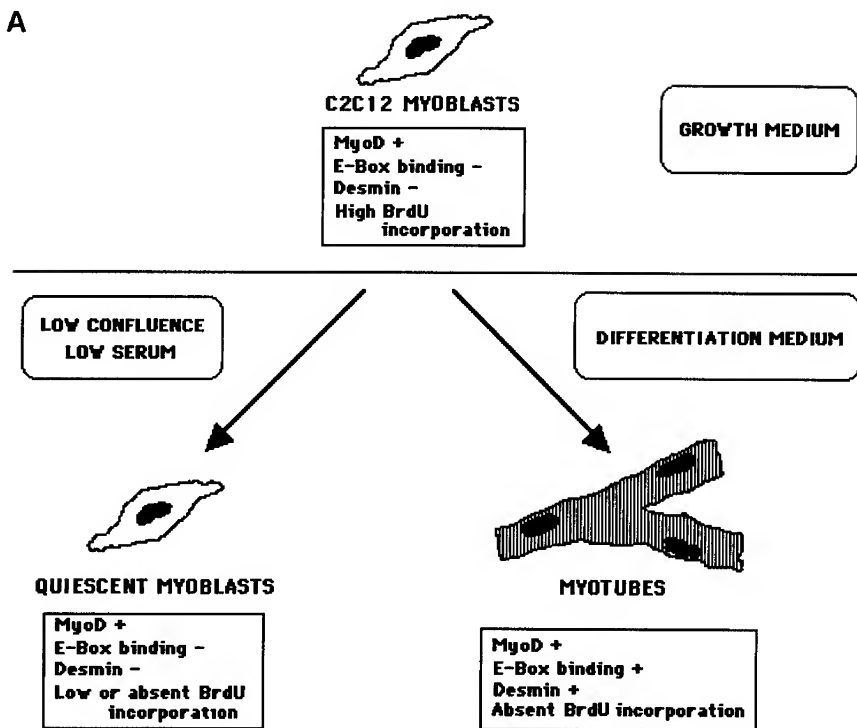 A
C2C12 MYOBLASTS
MyoD +
E-Box binding -
Desmin -
High BrdU
incorporation
GROWTH MEDIUM
LOW CONFLUENCE
LOW SERUM
DIFFERENTIATION MEDIUM
QUIESCENT MYOBLASTS
MyoD +
E-Box binding -
Desmin -
Low or absent BrdU
incorporation
MYOTUBES
MyoD +
E-Box binding +
Desmin +
Absent BrdU incorporation